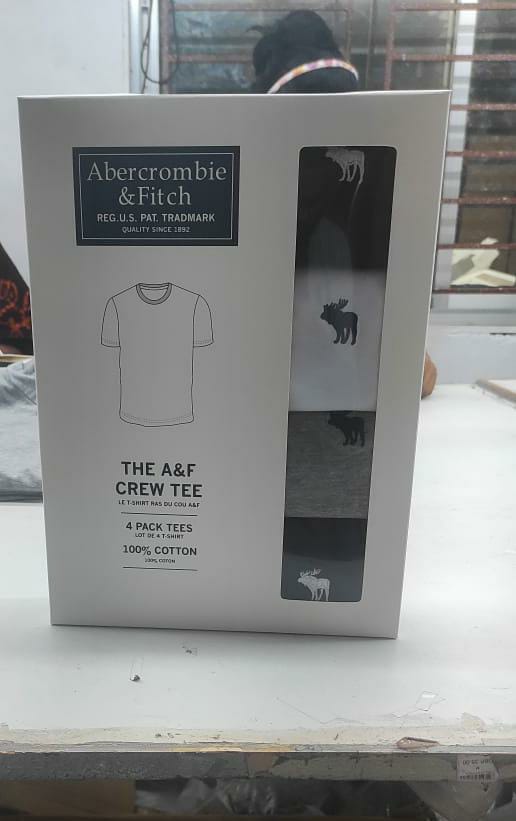 Abercrombie
&Fitch
REG.U.S. PAT. TRADMARK
QUALITY SINCE 1892
THE A&F
CREW TEE
LE T-SHIRT RAS DU COU A&F
4 PACK TEES
LOT DE 4 T-SHIRT
100% COTTON
100% COTON